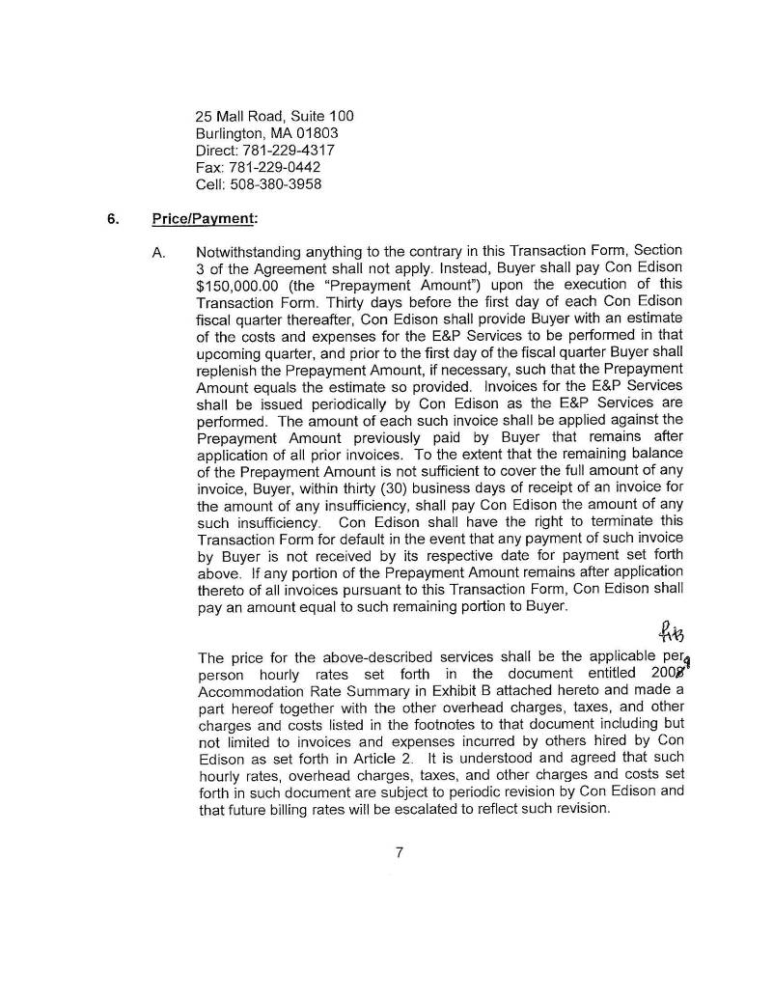 25 Mall Road, Suite 100
Burlington, MA 01803
Direct: 781-229-4317
Fax: 781-229-0442
Cell: 508-380-3958
6. Price/Payment:
A. Notwithstanding anything to the contrary in this Transaction Form, Section
3 of the Agreement shall not apply. Instead, Buyer shall pay Con Edison
$150,000.00 (the "Prepayment Amount") upon the execution of this
Transaction Form. Thirty days before the first day of each Con Edison
fiscal quarter thereafter, Con Edison shall provide Buyer with an estimate
of the costs and expenses for the E&P Services to be performed in that
upcoming quarter, and prior to the first day of the fiscal quarter Buyer shall
replenish the Prepayment Amount, if necessary, such that the Prepayment
Amount equals the estimate so provided. Invoices for the E&P Services
shall be issued periodically by Con Edison as the E&P Services are
performed. The amount of each such invoice shall be applied against the
Prepayment Amount previously paid by Buyer that remains after
application of all prior invoices. To the extent that the remaining balance
of the Prepayment Amount is not sufficient to cover the full amount of any
invoice, Buyer, within thirty (30) business days of receipt of an invoice for
the amount of any insufficiency, shall pay Con Edison the amount of any
such insufficiency. Con Edison shall have the right to terminate this
Transaction Form for default in the event that any payment of such invoice
by Buyer is not received by its respective date for payment set forth
above. If any portion of the Prepayment Amount remains after application
thereto of all invoices pursuant to this Transaction Form, Con Edison shall
pay an amount equal to such remaining portion to Buyer.
The price for the above-described services shall be the applicable per
person hourly rates set forth in the document entitled 2008 9
Accommodation Rate Summary in Exhibit B attached hereto and made a
part hereof together with the other overhead charges, taxes, and other
charges and costs listed in the footnotes to that document including but
not limited to invoices and expenses incurred by others hired by Con
Edison as set forth in Article 2. It is understood and agreed that such
hourly rates, overhead charges, taxes, and other charges and costs set
forth in such document are subject to periodic revision by Con Edison and
that future billing rates will be escalated to reflect such revision.
7